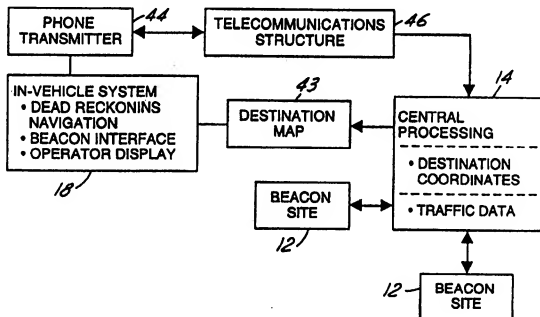 PHONE
TRANSMITTER
44
TELECOMMUNICATIONS
STRUCTURE
46
IN-VEHICLE SYSTEM
• DEAD RECKONINS
NAVIGATION
• BEACON INTERFACE
• OPERATOR DISPLAY
18
43
DESTINATION
MAP
14
CENTRAL
PROCESSING
• DESTINATION
COORDINATES
• TRAFFIC DATA
BEACON
SITE
12
12
BEACON
SITE